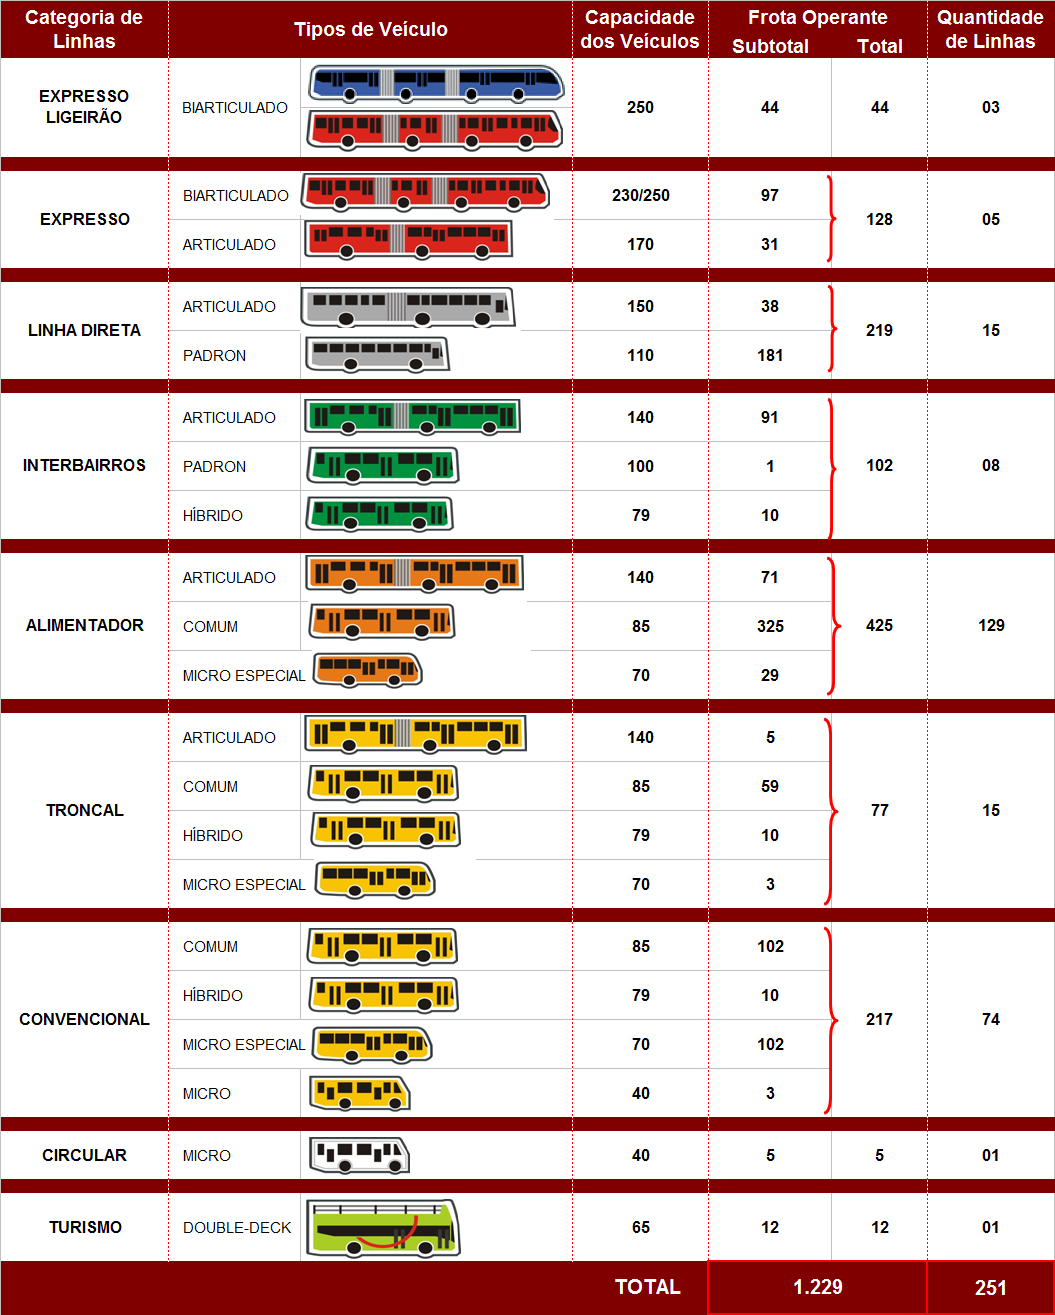 Categoria de Linhas Tipos de Veículo Capacidade dos Veículos Frota Operante Subtotal Total Quantidade de Linhas
EXPRESSO LIGEIRÃO BIARTICULADO 250 44 44 03
EXPRESSO BIARTICULADO 230/250 97 128 05
ARTICULADO 170 31
LINHA DIRETA ARTICULADO 150 38 219 15
PADRON 110 181
INTERBAIRROS ARTICULADO 140 91 102 08
PADRON 100 1
HÍBRIDO 79 10
ALIMENTADOR ARTICULADO 140 71 425 129
COMUM 85 325
MICRO ESPECIAL 70 29
TRONCAL ARTICULADO 140 5 77 15
COMUM 85 59
HÍBRIDO 79 10
MICRO ESPECIAL 70 3
CONVENCIONAL COMUM 85 102 217 74
HÍBRIDO 79 10
MICRO ESPECIAL 70 102
MICRO 40 3
CIRCULAR MICRO 40 5 5 01
TURISMO DOUBLE-DECK 65 12 12 01
TOTAL 1.229 251